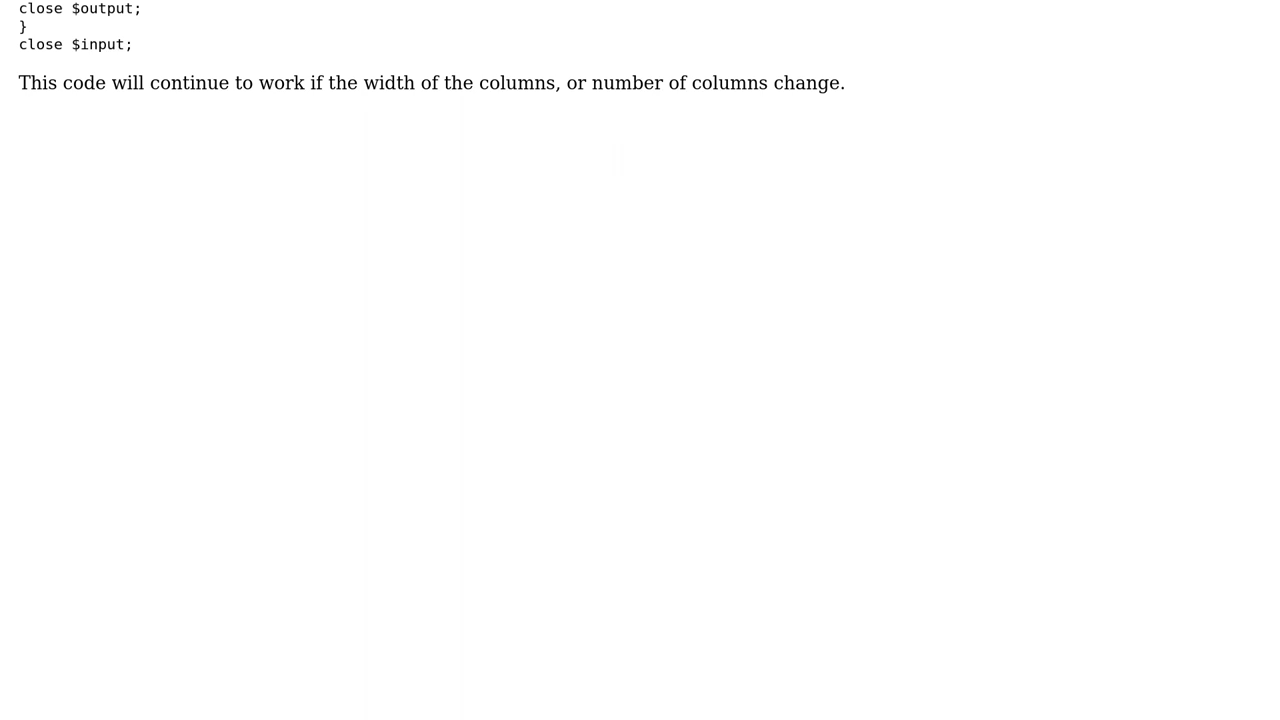 close $output;
}
close $input;
This code will continue to work if the width of the columns, or number of columns change.